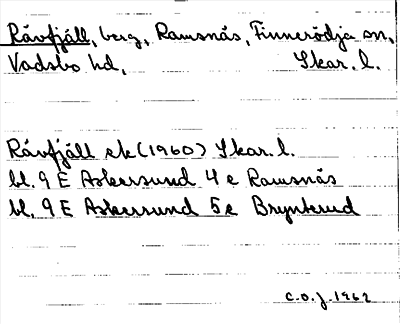 Råvfjäll, berg, Ramsnäs, Finnerödja sn,
Vadsbo hd, Skar. l.
Råvfjäll ek (1960) Skar. l.
bl. 9 E Askersund 4 e Ramsnäs
bl. 9 E Askersund 5 e Brynterud
C.O.J. 1962